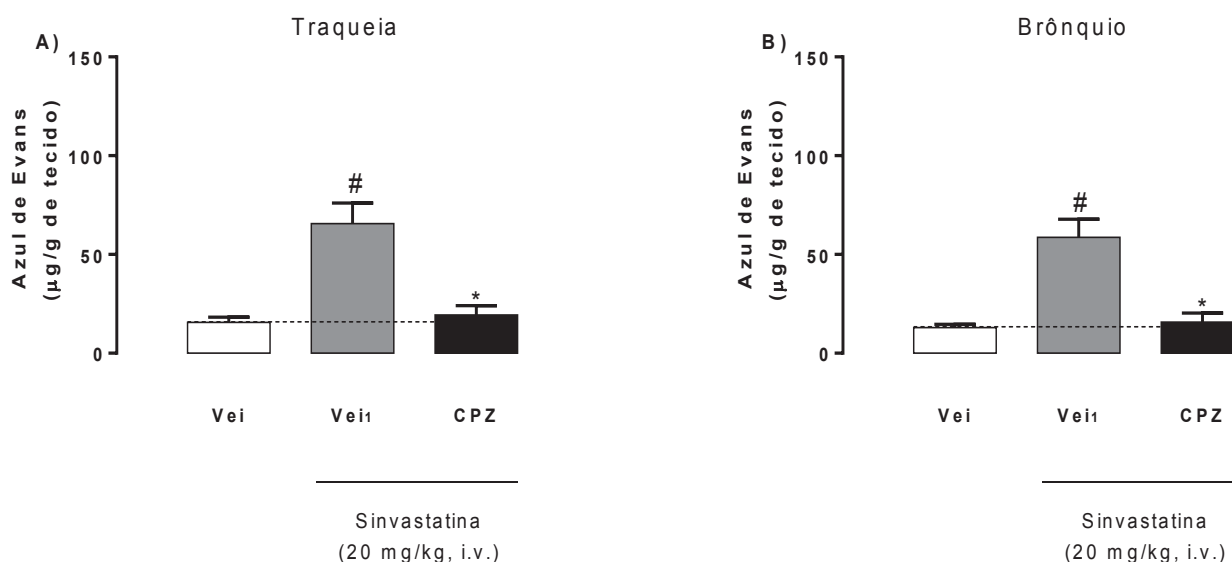 A)
Traqueia
Azul de Evans
(µg/g de tecido)
150
100
50
0
#
*
Vei
Vei1
CPZ
Sinvastatina
(20 mg/kg, i.v.)
B)
Brônquio
Azul de Evans
(µg/g de tecido)
150
100
50
0
#
*
Vei
Vei1
CPZ
Sinvastatina
(20 mg/kg, i.v.)